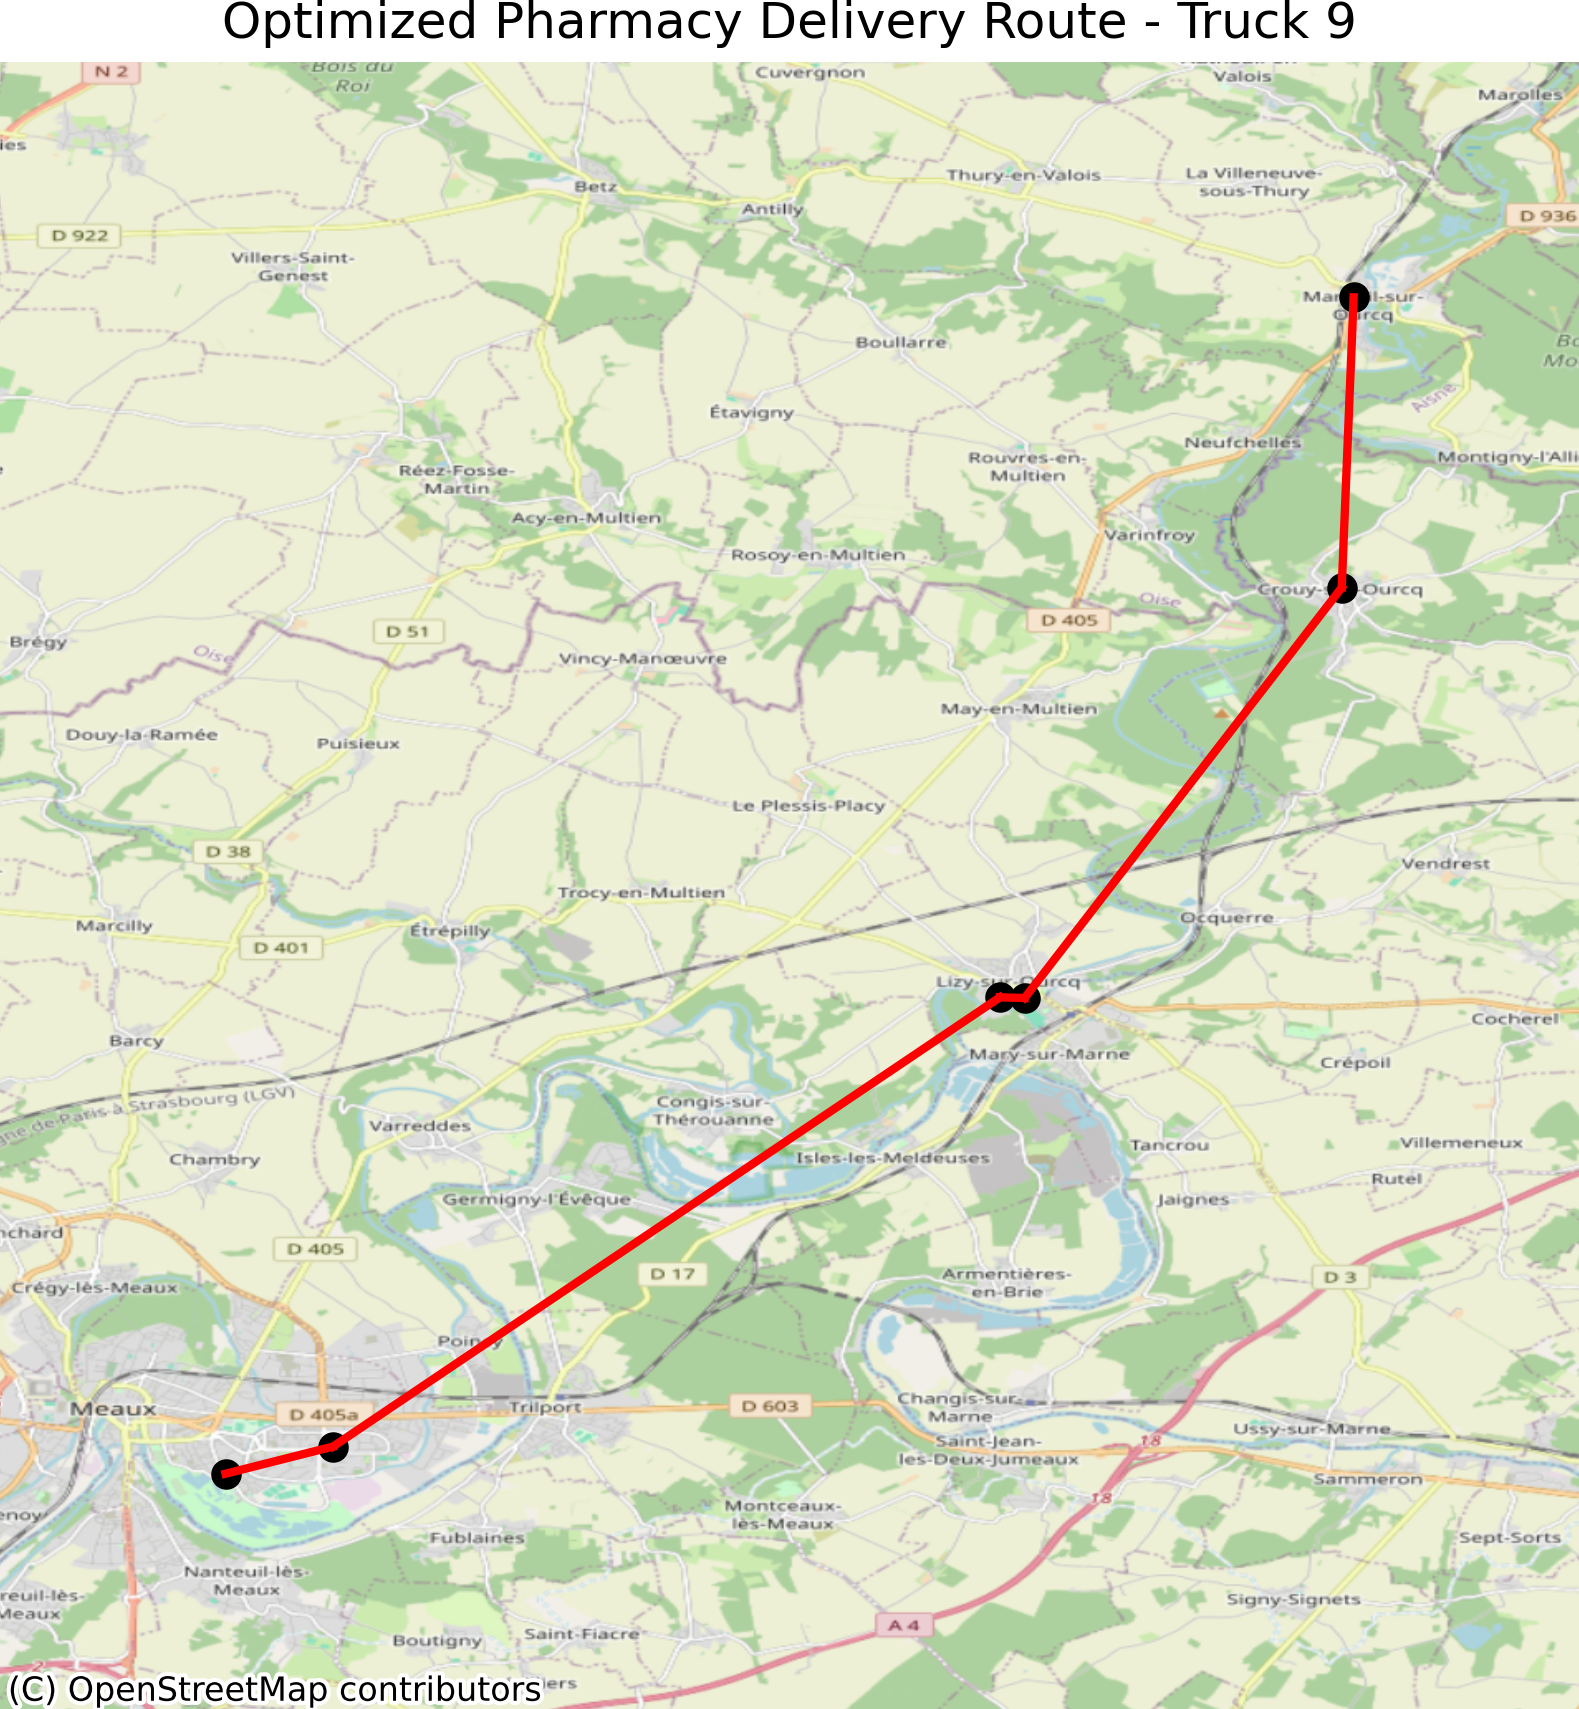 Optimized Pharmacy Delivery Route - Truck 9
N 2
Bois du
Roi
Cuvergnon
Valois
Marolles
Betz
Thury-en-Valois
La Villeneuve-
sous-Thury
Antilly
D 922
D 936
Villers-Saint-
Genest
Boullarre
Étavigny
Aisne
Neufchelles
Réez-Fosse-
Martin
Rouvres-en-
Multien
Acy-en-Multien
Varinfroy
Rosoy-en-Multien
Oise
D 405
D 51
Brégy
Oise
Vincy-Manœuvre
May-en-Multien
Douy-la-Ramée
Puisieux
Le Plessis-Placy
D 38
Vendrest
Trocy-en-Multien
Marcilly
Étrépilly
Ocquerre
D 401
Cocherel
Barcy
Mary-sur-Marne
Crépoil
Congis-sur-
Thérouanne
Varreddes
Tancrou
Villemeneux
Chambry
Isles-les-Meldeuses
Rutel
Germigny-l'Évêque
Jaignes
D 405
D 17
D 3
Crégy-lès-Meaux
Armentières-
en-Brie
Meaux
D 405a
Trilport
D 603
Changis-sur-
Marne
Ussy-sur-Marne
Saint-Jean-
les-Deux-Jumeaux
18
Sammeron
18
Montceaux-
lès-Meaux
Fublaines
Sept-Sorts
Nanteuil-lès-
Meaux
Signy-Signets
Meaux
A 4
Boutigny
Saint-Fiacre
2
(C) OpenStreetMap contributors